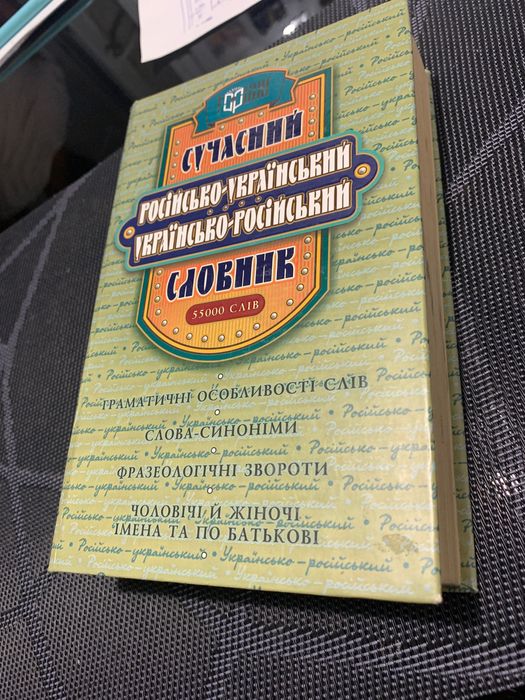 СУЧАСНИЙ
РОСІЙСЬКО-УКРАЇНСЬКИЙ
УКРАЇНСЬКО-РОСІЙСЬКИЙ
СЛОВНИК
55000 СЛІВ
ГРАМАТИЧНІ ОСОБЛИВОСТІ СЛІВ
СЛОВА-СИНОНІМИ
ФРАЗЕОЛОГІЧНІ ЗВОРОТИ
ЧОЛОВІЧІ Й ЖІНОЧІ
ІМЕНА ТА ПО БАТЬКОВІ